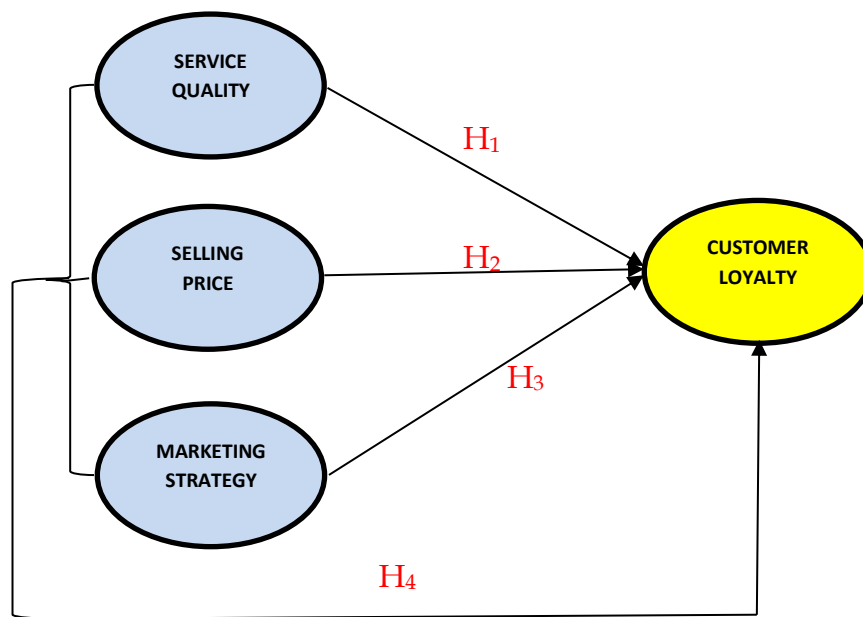 SERVICE
QUALITY
H₁
SELLING
PRICE
H₂
CUSTOMER
LOYALTY
H₃
MARKETING
STRATEGY
H₄